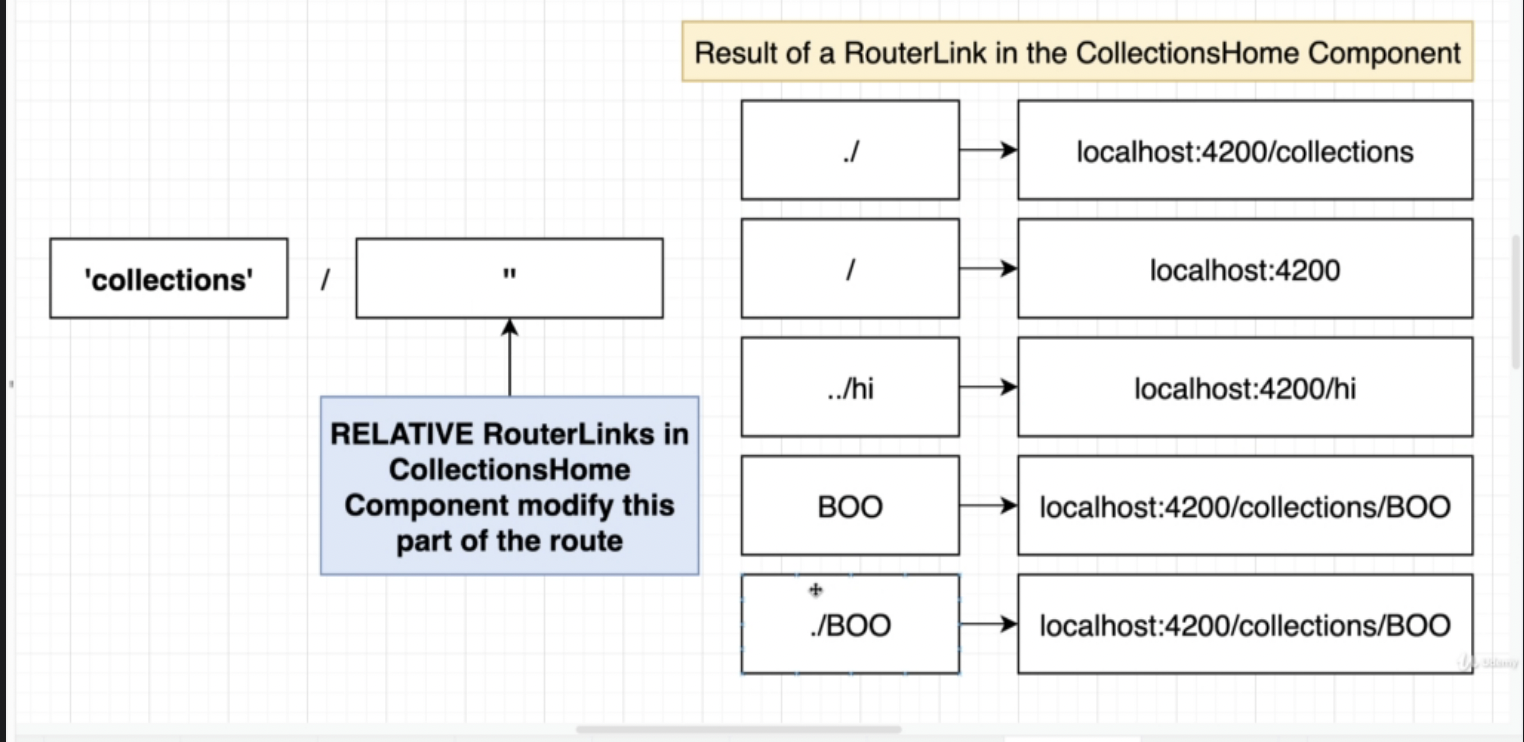 Result of a RouterLink in the CollectionsHome Component
./
localhost:4200/collections
/
localhost:4200
'collections'
/
''
../hi
localhost:4200/hi
RELATIVE RouterLinks in
CollectionsHome
Component modify this
part of the route
BOO
localhost:4200/collections/BOO
./BOO
localhost:4200/collections/BOO
Udemy